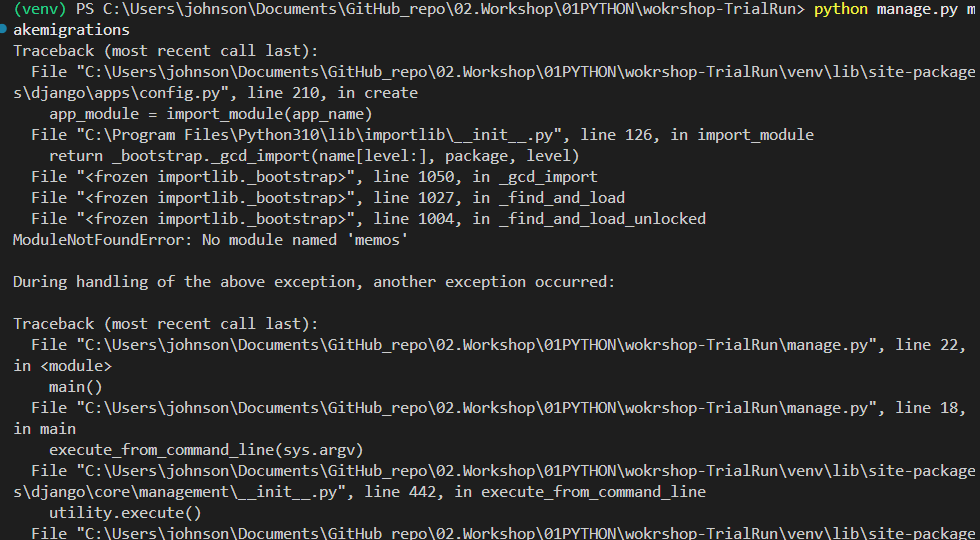 (venv) PS C:\Users\johnson\Documents\GitHub_repo\02.Workshop\01PYTHON\wokrshop-TrialRun> python manage.py m
akemigrations
Traceback (most recent call last):
  File "C:\Users\johnson\Documents\GitHub_repo\02.Workshop\01PYTHON\wokrshop-TrialRun\venv\lib\site-package
s\django\apps\config.py", line 210, in create
    app_module = import_module(app_name)
  File "C:\Program Files\Python310\lib\importlib\__init__.py", line 126, in import_module
    return _bootstrap._gcd_import(name[level:], package, level)
  File "<frozen importlib._bootstrap>", line 1050, in _gcd_import
  File "<frozen importlib._bootstrap>", line 1027, in _find_and_load
  File "<frozen importlib._bootstrap>", line 1004, in _find_and_load_unlocked
ModuleNotFoundError: No module named 'memos'

During handling of the above exception, another exception occurred:

Traceback (most recent call last):
  File "C:\Users\johnson\Documents\GitHub_repo\02.Workshop\01PYTHON\wokrshop-TrialRun\manage.py", line 22,
in <module>
    main()
  File "C:\Users\johnson\Documents\GitHub_repo\02.Workshop\01PYTHON\wokrshop-TrialRun\manage.py", line 18,
in main
    execute_from_command_line(sys.argv)
  File "C:\Users\johnson\Documents\GitHub_repo\02.Workshop\01PYTHON\wokrshop-TrialRun\venv\lib\site-package
s\django\core\management\__init__.py", line 442, in execute_from_command_line
    utility.execute()
  File "C:\Users\johnson\Documents\GitHub_repo\02.Workshop\01PYTHON\wokrshop-TrialRun\venv\lib\site-package